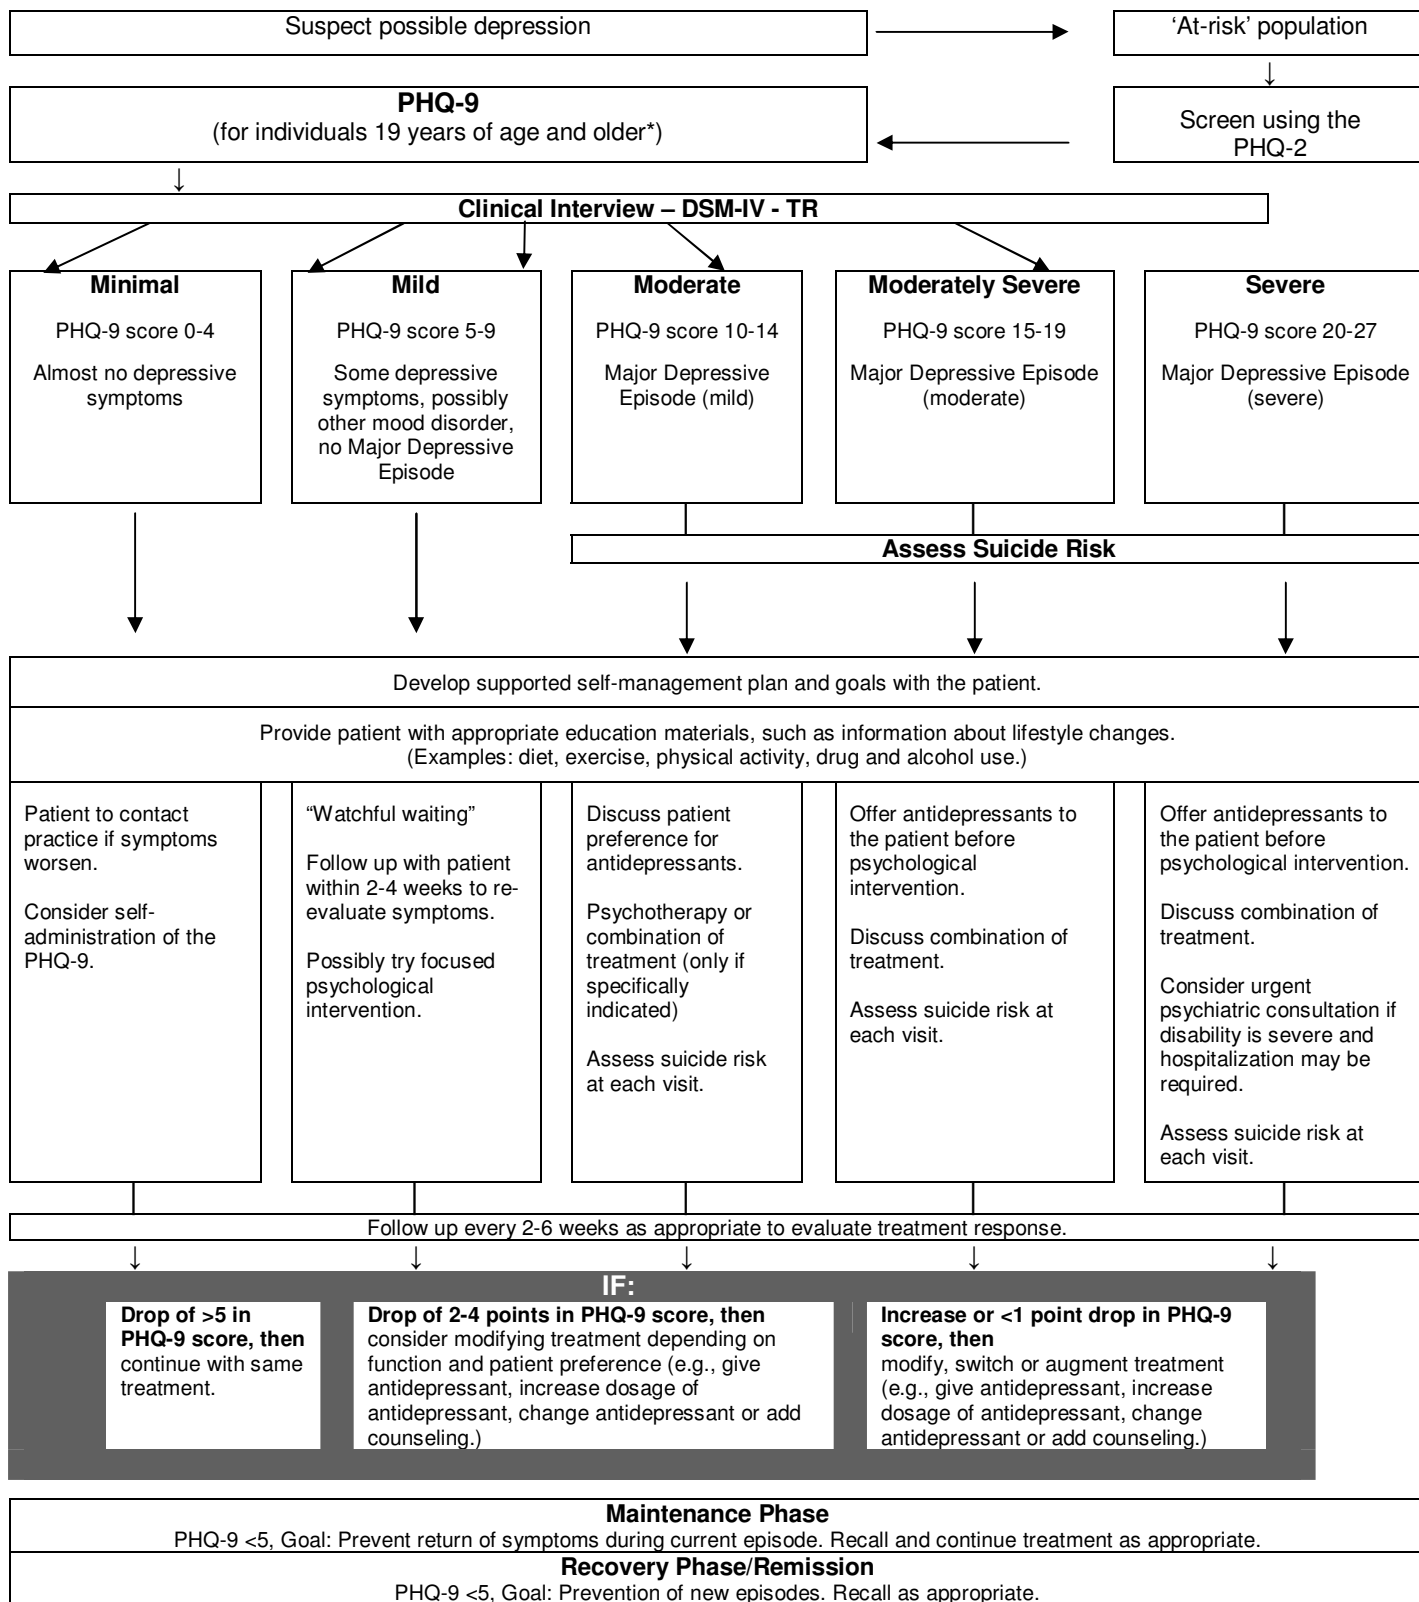 Suspect possible depression
‘At-risk’ population
↓
PHQ-9
(for individuals 19 years of age and older*)
Screen using the
PHQ-2
↓
Clinical Interview – DSM-IV - TR
Minimal
PHQ-9 score 0-4
Almost no depressive
symptoms
Mild
PHQ-9 score 5-9
Some depressive
symptoms, possibly
other mood disorder,
no Major Depressive
Episode
Moderate
PHQ-9 score 10-14
Major Depressive
Episode (mild)
Moderately Severe
PHQ-9 score 15-19
Major Depressive Episode
(moderate)
Severe
PHQ-9 score 20-27
Major Depressive Episode
(severe)
Assess Suicide Risk
Develop supported self-management plan and goals with the patient.
Provide patient with appropriate education materials, such as information about lifestyle changes.
(Examples: diet, exercise, physical activity, drug and alcohol use.)
Patient to contact
practice if symptoms
worsen.
Consider self-
administration of the
PHQ-9.
“Watchful waiting”
Follow up with patient
within 2-4 weeks to re-
evaluate symptoms.
Possibly try focused
psychological
intervention.
Discuss patient
preference for
antidepressants.
Psychotherapy or
combination of
treatment (only if
specifically
indicated)
Assess suicide risk
at each visit.
Offer antidepressants to
the patient before
psychological
intervention.
Discuss combination of
treatment.
Assess suicide risk at
each visit.
Offer antidepressants to
the patient before
psychological intervention.
Discuss combination of
treatment.
Consider urgent
psychiatric consultation if
disability is severe and
hospitalization may be
required.
Assess suicide risk at
each visit.
Follow up every 2-6 weeks as appropriate to evaluate treatment response.
↓ ↓ ↓ ↓ ↓
IF:
Drop of >5 in
PHQ-9 score, then
continue with same
treatment.
Drop of 2-4 points in PHQ-9 score, then
consider modifying treatment depending on
function and patient preference (e.g., give
antidepressant, increase dosage of
antidepressant, change antidepressant or add
counseling.)
Increase or <1 point drop in PHQ-9
score, then
modify, switch or augment treatment
(e.g., give antidepressant, increase
dosage of antidepressant, change
antidepressant or add counseling.)
Maintenance Phase
PHQ-9 <5, Goal: Prevent return of symptoms during current episode. Recall and continue treatment as appropriate.
Recovery Phase/Remission
PHQ-9 <5, Goal: Prevention of new episodes. Recall as appropriate.